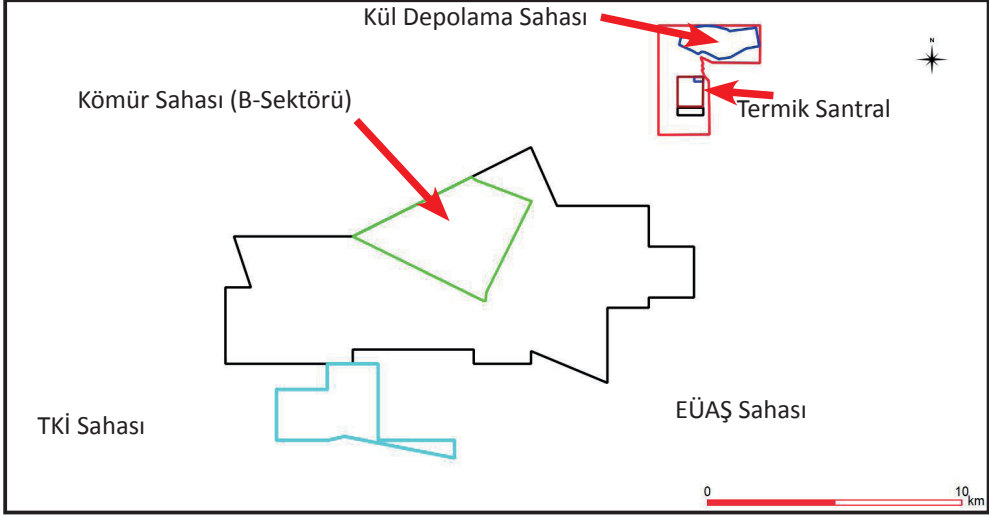 Kül Depolama Sahası
N
Kömür Sahası (B-Sektörü)
Termik Santral
TKİ Sahası
EÜAŞ Sahası
0 10 km